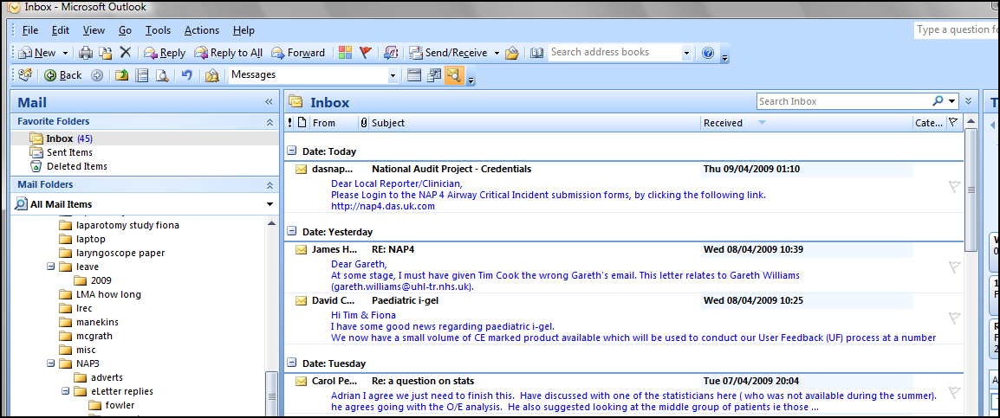 Inbox - Microsoft Outlook
File Edit View Go Tools Actions Help
Type a question fo
New Reply Reply to All Forward Send/Receive Search address books
Back Messages
Mail
Favorite Folders
Inbox (45)
Sent Items
Deleted Items
Mail Folders
All Mail Items
laparotomy study fiona
laptop
laryngoscope paper
leave
2009
LMA how long
lrec
manekins
mcgrath
misc
NAP3
adverts
eLetter replies
fowler
Inbox Search Inbox
! From Subject Received Cate...
Date: Today
dasnap... National Audit Project - Credentials Thu 09/04/2009 01:10
Dear Local Reporter/Clinician,
Please Login to the NAP 4 Airway Critical Incident submission forms, by clicking the following link.
http://nap4.das.uk.com
Date: Yesterday
James H... RE: NAP4 Wed 08/04/2009 10:39
Dear Gareth,
At some stage, I must have given Tim Cook the wrong Gareth's email. This letter relates to Gareth Williams
(gareth.williams@uhl-tr.nhs.uk).
David C... Paediatric i-gel Wed 08/04/2009 10:25
Hi Tim & Fiona
I have some good news regarding paediatric i-gel.
We now have a small volume of CE marked product available which will be used to conduct our User Feedback (UF) process at a number
Date: Tuesday
Carol Pe... Re: a question on stats Tue 07/04/2009 20:04
Adrian I agree we just need to finish this. Have discussed with one of the statisticians here ( who was not available during the summer).
he agrees going with the O/E analysis. He also suggested looking at the middle group of patients ie those ...